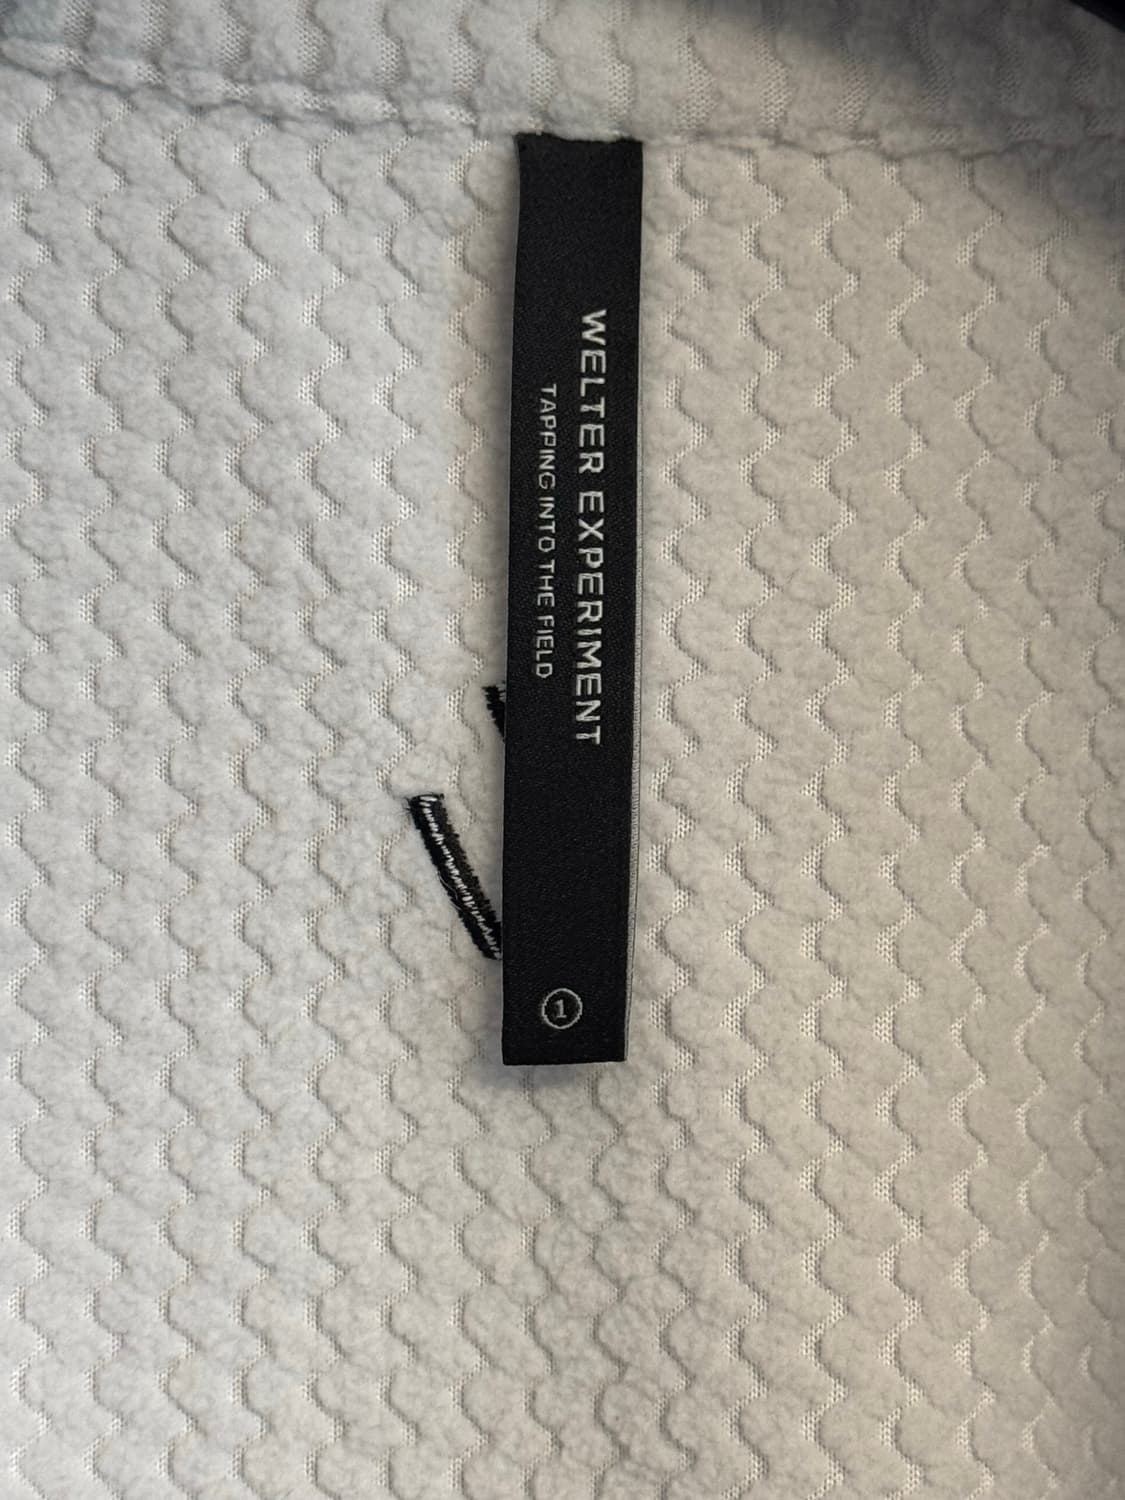 WELTER EXPERIMENT
TAPPING INTO THE FIELD
1